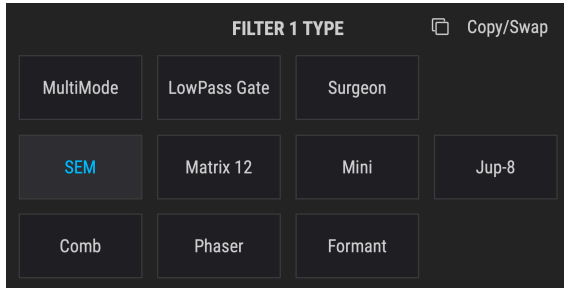 FILTER 1 TYPE Copy/Swap
MultiMode LowPass Gate Surgeon
SEM Matrix 12 Mini Jup-8
Comb Phaser Formant